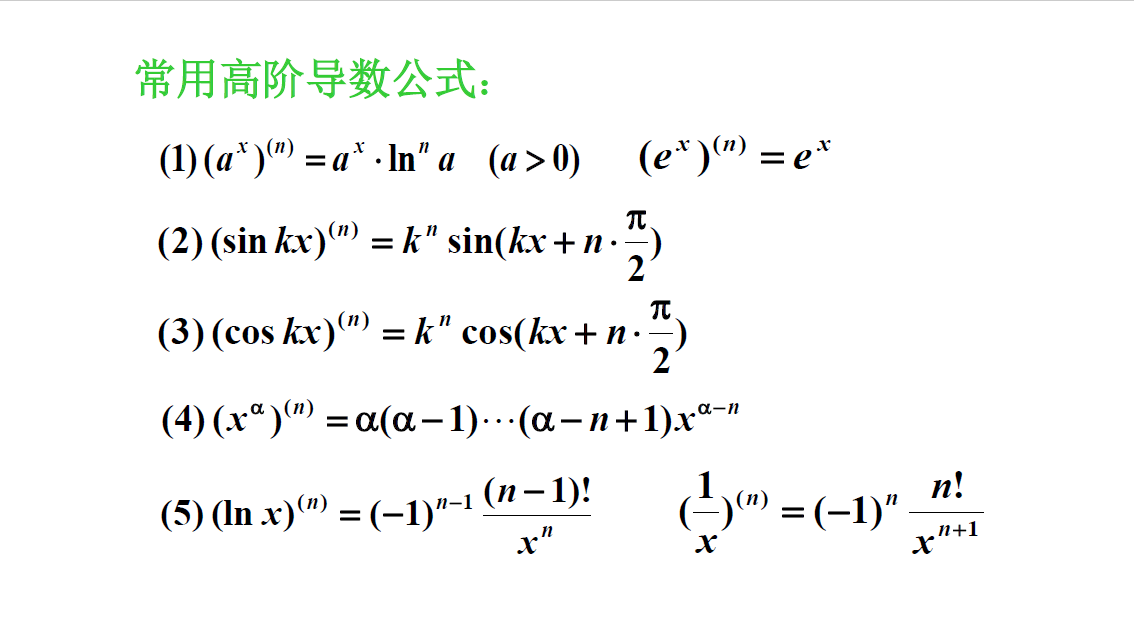 常用高阶导数公式：
(1) (a^x)^(n) = a^x · ln^n a (a > 0) (e^x)^(n) = e^x
(2) (sin kx)^(n) = k^n sin(kx + n · π/2)
(3) (cos kx)^(n) = k^n cos(kx + n · π/2)
(4) (x^α)^(n) = α(α − 1)⋯(α − n + 1)x^(α−n)
(5) (ln x)^(n) = (−1)^(n−1) (n − 1)!/x^n (1/x)^(n) = (−1)^n n!/x^(n+1)